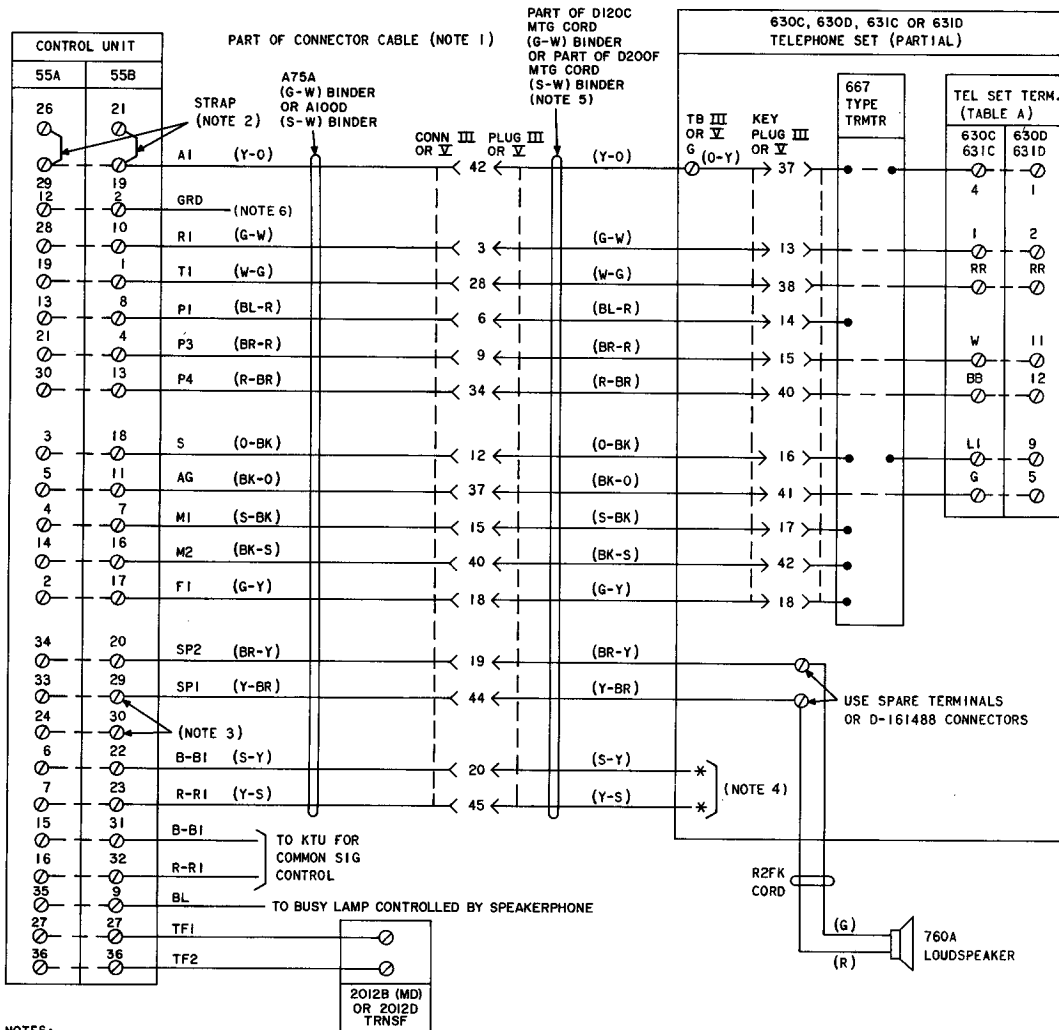 CONTROL UNIT
55A 55B
PART OF CONNECTOR CABLE (NOTE 1)
PART OF D120C
MTG CORD
(G-W) BINDER
OR PART OF D200F
MTG CORD
(S-W) BINDER
(NOTE 5)
630C, 630D, 631C OR 631D
TELEPHONE SET (PARTIAL)
A75A
(G-W) BINDER
OR A100D
(S-W) BINDER
STRAP
(NOTE 2)
CONN III
OR V
PLUG III
OR V
TB III
OR V
G
KEY
PLUG III
OR V
667
TYPE
TRMTR
TEL SET TERM.
(TABLE A)
630C 630D
631C 631D
26 21
A1 (Y-O) 42 (Y-O) (O-Y) 37
4 1
29 19
12 2 GRD (NOTE 6)
28 10 R1 (G-W) 3 (G-W) 13 1 2
19 1 T1 (W-G) 28 (W-G) 38 RR RR
13 8 P1 (BL-R) 6 (BL-R) 14
21 4 P3 (BR-R) 9 (BR-R) 15 W 11
30 13 P4 (R-BR) 34 (R-BR) 40 BB 12
3 18 S (O-BK) 12 (O-BK) 16 L1 9
5 11 AG (BK-O) 37 (BK-O) 41 G 5
4 7 M1 (S-BK) 15 (S-BK) 17
14 16 M2 (BK-S) 40 (BK-S) 42
2 17 F1 (G-Y) 18 (G-Y) 18
34 20 SP2 (BR-Y) 19 (BR-Y)
33 29 SP1 (Y-BR) 44 (Y-BR)
USE SPARE TERMINALS
OR D-161488 CONNECTORS
24 30 (NOTE 3)
6 22 B-B1 (S-Y) 20 (S-Y) *
7 23 R-R1 (Y-S) 45 (Y-S) *
(NOTE 4)
15 31 B-B1
16 32 R-R1
TO KTU FOR
COMMON SIG
CONTROL
35 9 BL TO BUSY LAMP CONTROLLED BY SPEAKERPHONE
27 27 TF1
36 36 TF2
2012B (MD)
OR 2012D
TRNSF
R2FK
CORD
(G)
(R)
760A
LOUDSPEAKER
NOTES: